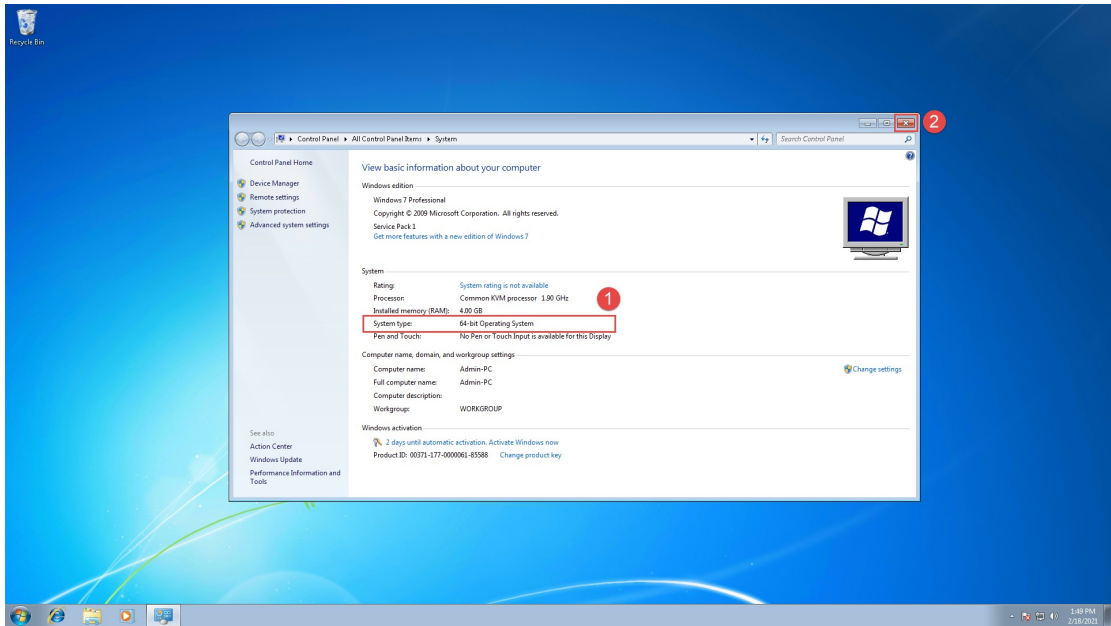 Recycle Bin
2
Control Panel ▸ All Control Panel Items ▸ System
Search Control Panel
Control Panel Home
Device Manager
Remote settings
System protection
Advanced system settings
See also
Action Center
Windows Update
Performance Information and
Tools
View basic information about your computer
Windows edition
Windows 7 Professional
Copyright © 2009 Microsoft Corporation. All rights reserved.
Service Pack 1
Get more features with a new edition of Windows 7
System
Rating: System rating is not available
Processor: Common KVM processor 1.90 GHz
1
Installed memory (RAM): 4.00 GB
System type: 64-bit Operating System
Pen and Touch: No Pen or Touch Input is available for this Display
Computer name, domain, and workgroup settings
Computer name: Admin-PC
Change settings
Full computer name: Admin-PC
Computer description:
Workgroup: WORKGROUP
Windows activation
2 days until automatic activation. Activate Windows now
Product ID: 00371-177-0000061-85588 Change product key
1:49 PM
2/18/2021